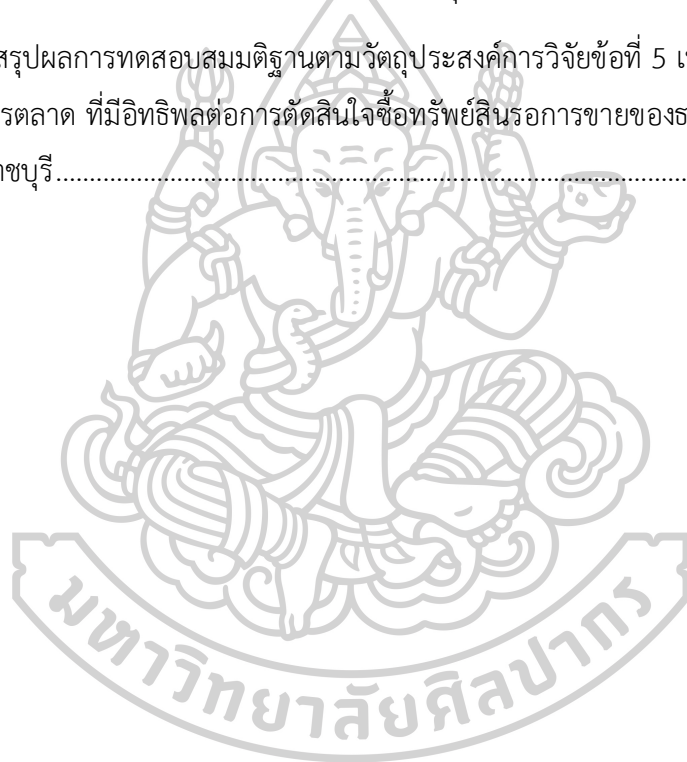 สรุปผลการทดสอบสมมติฐานตามวัตถุประสงค์การวิจัยข้อที่ 5
รตลาด ที่มีอิทธิพลต่อการตัดสินใจซื้อทรัพย์สินรอการขายของธ
าชบุรี
มหาวิทยาลัยศิลปากร